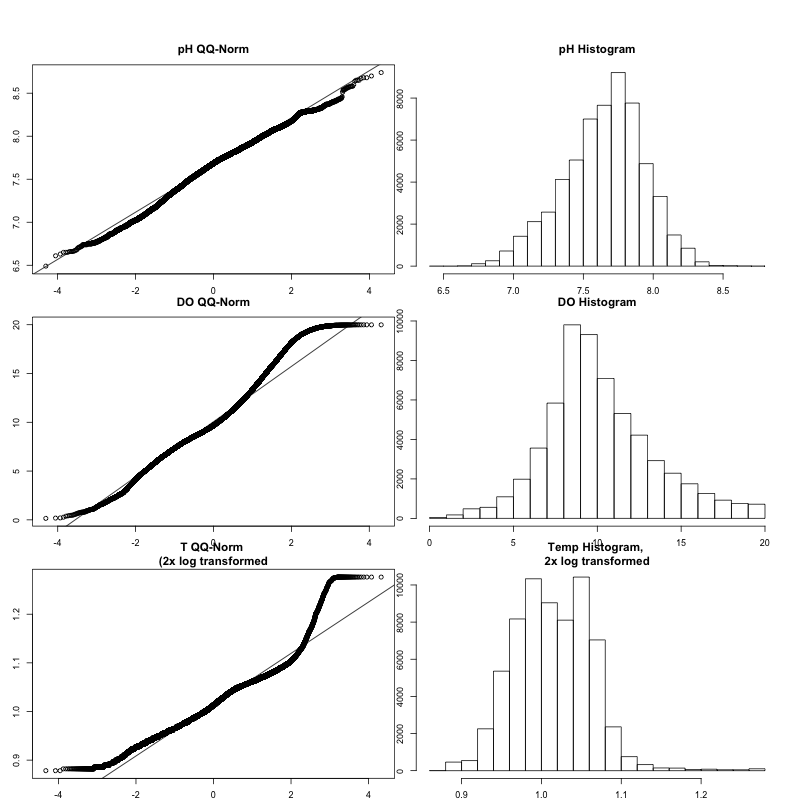 pH QQ-Norm
pH Histogram
8.5
8.0
7.5
7.0
6.5
-4 -2 0 2 4
8000
6000
4000
2000
0
6.5 7.0 7.5 8.0 8.5
DO QQ-Norm
DO Histogram
20
15
10
5
0
-4 -2 0 2 4
10000
8000
6000
4000
2000
0
0 5 10 15 20
T QQ-Norm
(2x log transformed
Temp Histogram,
2x log transformed
1.2
1.1
1.0
0.9
-4 -2 0 2 4
10000
8000
6000
4000
2000
0
0.9 1.0 1.1 1.2